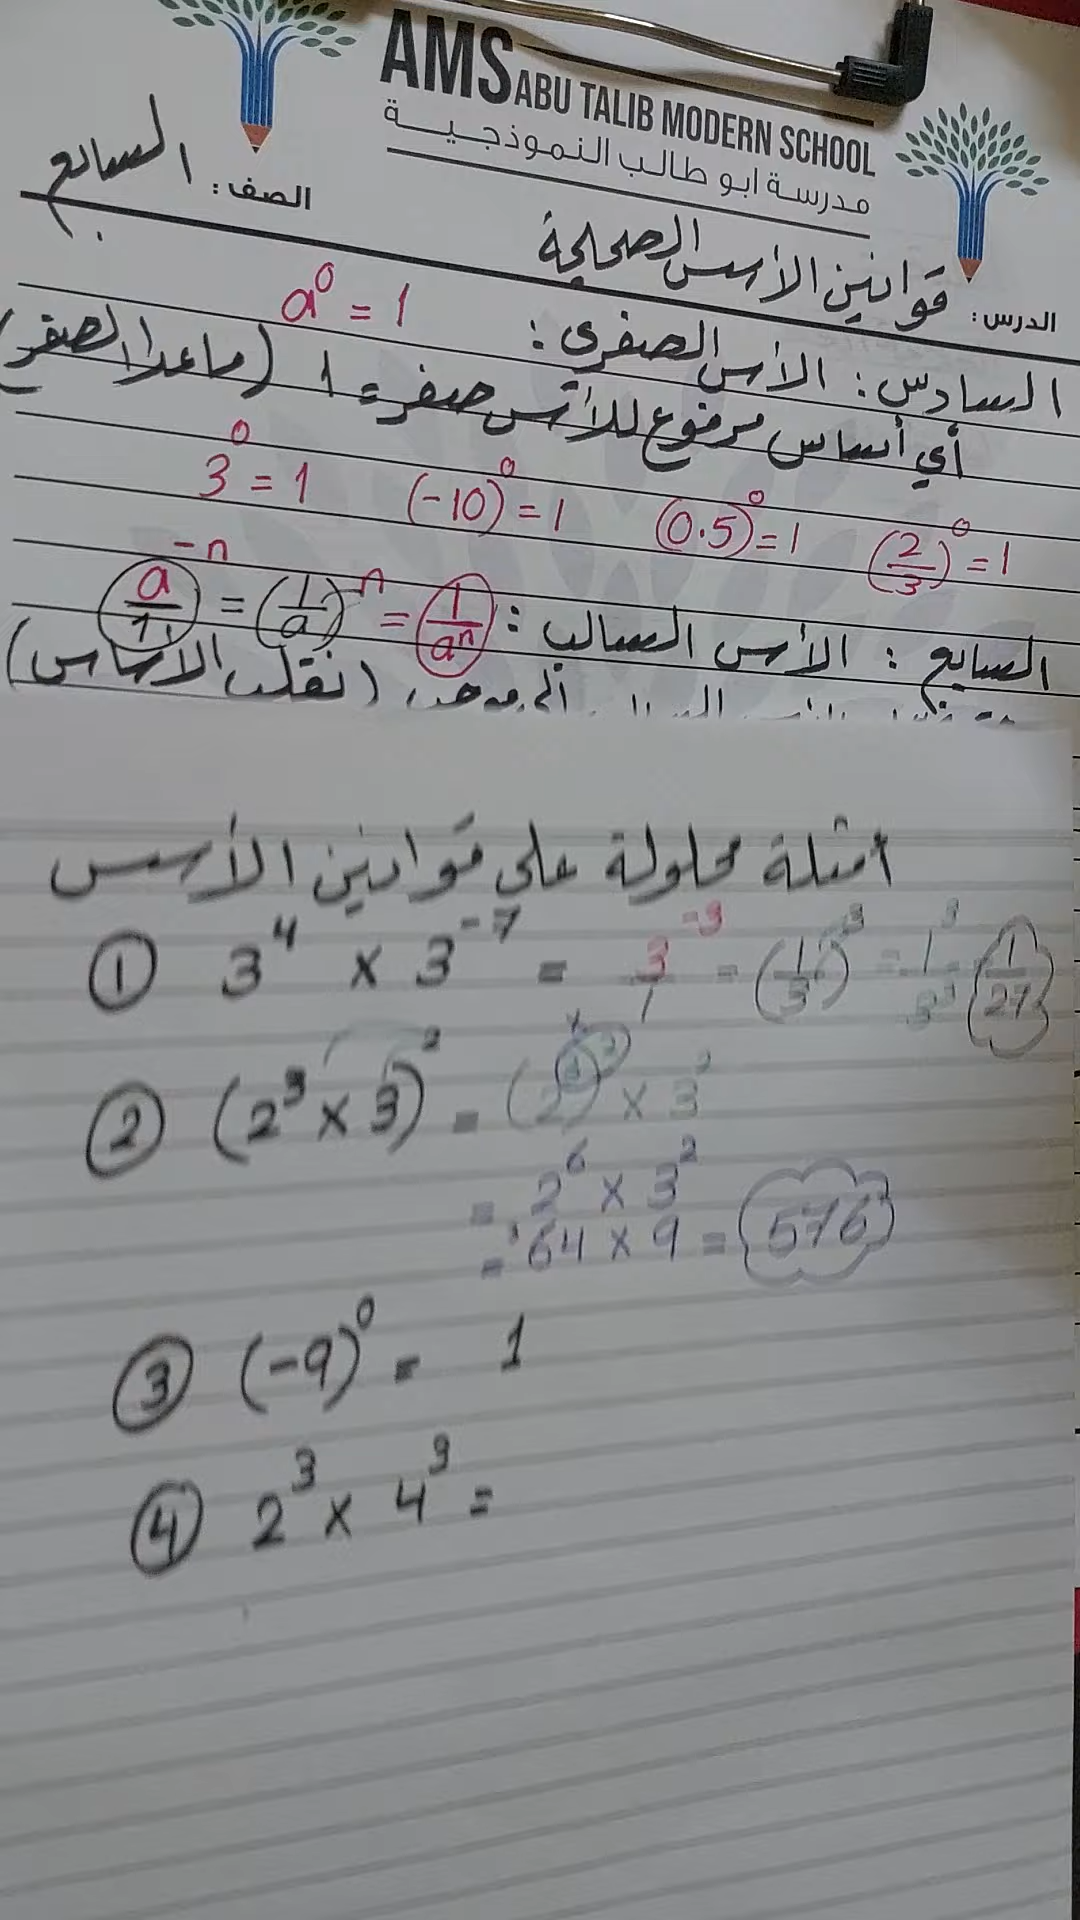 AMS ABU TALIB MODERN SCHOOL
مدرسة ابو طالب النموذجية
الصف: السابع
الدرس: قوانين الأسس الصحيحة
السادس: الأس الصفري: a⁰ = 1
أي أساس مرفوع للأس صفر = 1 (ما عدا الصفر)
3⁰ = 1 (-10)⁰ = 1 (0.5)⁰ = 1 (2/3)⁰ = 1
السابع: الأس السالب: (a/1)⁻ⁿ = (1/a)ⁿ = 1/aⁿ
(نقلب الأساس)
امثلة محلولة على قوانين الأسس
① 3⁴ × 3⁻⁷ = 3⁻³/1 = (1/3)³ = 1³/3³ = 1/27
② (2³ × 3)² = (2³)² × 3²
= 2⁶ × 3²
= 64 × 9 = 576
③ (-9)⁰ = 1
④ 2³ × 4³ =